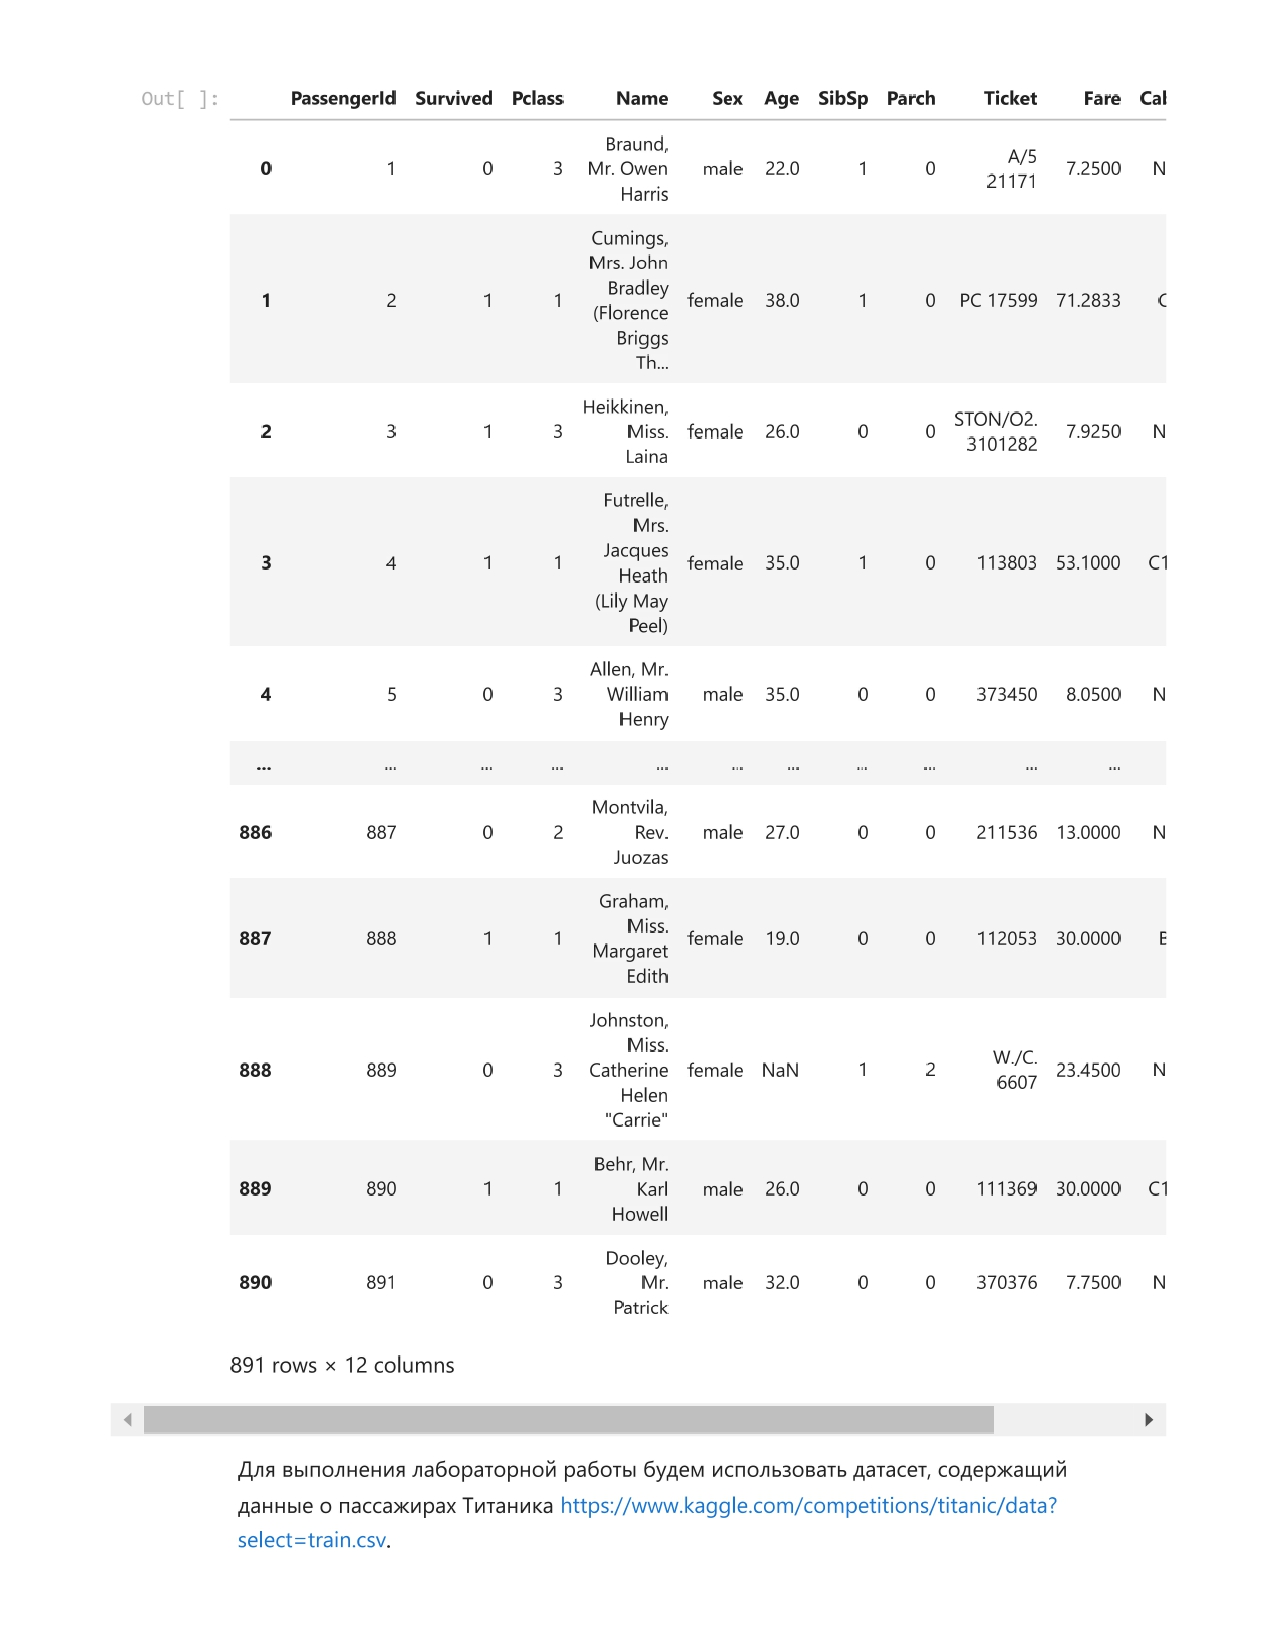 Out[ ]:
PassengerId Survived Pclass Name Sex Age SibSp Parch Ticket Fare
0 1 0 3 Braund, Mr. Owen Harris male 22.0 1 0 A/5 21171 7.2500 N
1 2 1 1 Cumings, Mrs. John Bradley (Florence Briggs Th... female 38.0 1 0 PC 17599 71.2833
2 3 1 3 Heikkinen, Miss. Laina female 26.0 0 0 STON/O2. 3101282 7.9250 N
3 4 1 1 Futrelle, Mrs. Jacques Heath (Lily May Peel) female 35.0 1 0 113803 53.1000 C1
4 5 0 3 Allen, Mr. William Henry male 35.0 0 0 373450 8.0500 N
... ... ... ... ... ... ... ... ... ... ...
886 887 0 2 Montvila, Rev. Juozas male 27.0 0 0 211536 13.0000 N
887 888 1 1 Graham, Miss. Margaret Edith female 19.0 0 0 112053 30.0000
888 889 0 3 Johnston, Miss. Catherine Helen "Carrie" female NaN 1 2 W./C. 6607 23.4500 N
889 890 1 1 Behr, Mr. Karl Howell male 26.0 0 0 111369 30.0000 C1
890 891 0 3 Dooley, Mr. Patrick male 32.0 0 0 370376 7.7500 N
891 rows × 12 columns
Для выполнения лабораторной работы будем использовать датасет, содержащий
данные о пассажирах Титаника https://www.kaggle.com/competitions/titanic/data?
select=train.csv.